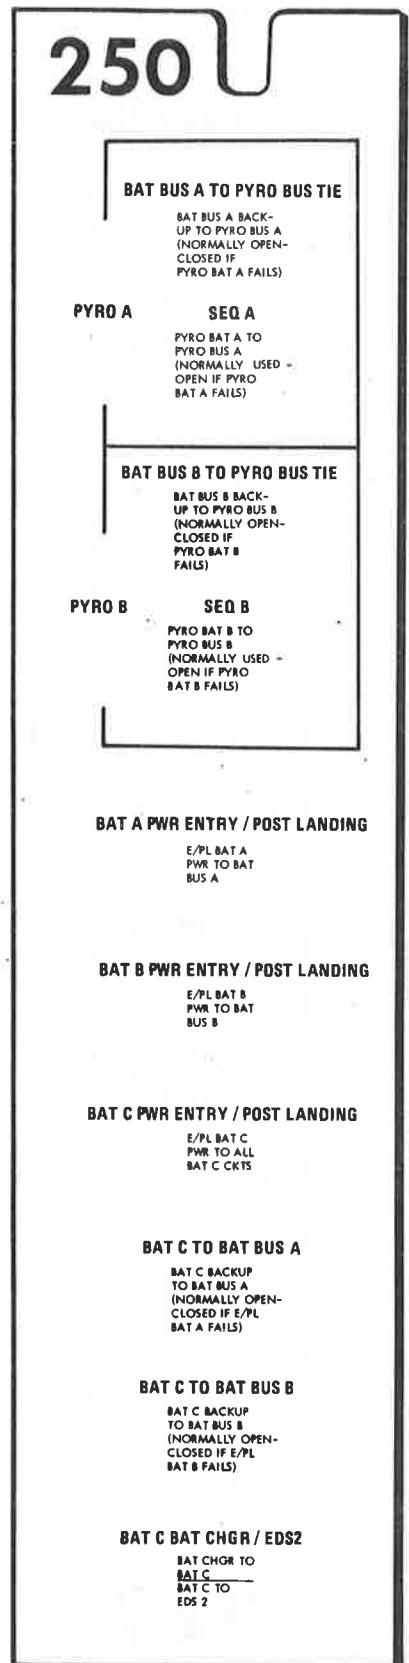 250
BAT BUS A TO PYRO BUS TIE
BAT BUS A BACK-
UP TO PYRO BUS A
(NORMALLY OPEN-
CLOSED IF
PYRO BAT A FAILS)
PYRO A SEQ A
PYRO BAT A TO
PYRO BUS A
(NORMALLY USED -
OPEN IF PYRO
BAT A FAILS)
BAT BUS B TO PYRO BUS TIE
BAT BUS B BACK-
UP TO PYRO BUS B
(NORMALLY OPEN-
CLOSED IF
PYRO BAT B
FAILS)
PYRO B SEQ B
PYRO BAT B TO
PYRO BUS B
(NORMALLY USED -
OPEN IF PYRO
BAT B FAILS)
BAT A PWR ENTRY / POST LANDING
E/PL BAT A
PWR TO BAT
BUS A
BAT B PWR ENTRY / POST LANDING
E/PL BAT B
PWR TO BAT
BUS B
BAT C PWR ENTRY / POST LANDING
E/PL BAT C
PWR TO ALL
BAT C CKTS
BAT C TO BAT BUS A
BAT C BACKUP
TO BAT BUS A
(NORMALLY OPEN-
CLOSED IF E/PL
BAT A FAILS)
BAT C TO BAT BUS B
BAT C BACKUP
TO BAT BUS B
(NORMALLY OPEN-
CLOSED IF E/PL
BAT B FAILS)
BAT C BAT CHGR / EDS2
BAT CHGR TO
BAT C
BAT C TO
EDS 2